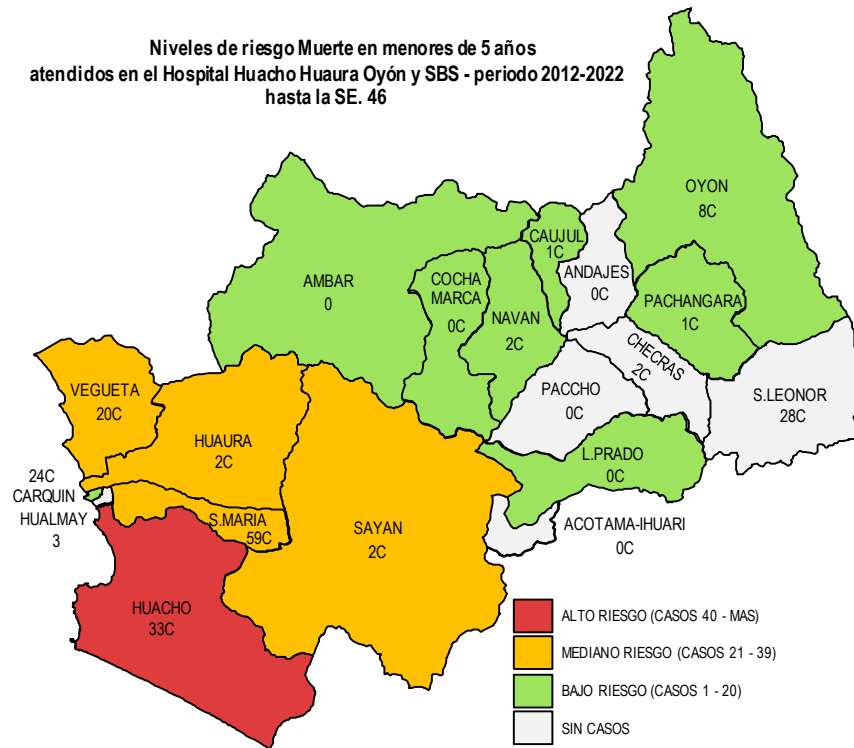 Niveles de riesgo Muerte en menores de 5 años
atendidos en el Hospital Huacho Huaura Oyón y SBS - periodo 2012-2022
hasta la SE. 46
OYON
8C
CAUJUL
1C
ANDAJES
0C
AMBAR
0
COCHA
MARCA
0C
NAVAN
2C
PACHANGARA
1C
CHECRAS
2C
PACCHO
0C
S.LEONOR
28C
VEGUETA
20C
HUAURA
2C
L.PRADO
0C
24C
CARQUIN
HUALMAY
3
S.MARIA
59C
SAYAN
2C
ACOTAMA-IHUARI
0C
HUACHO
33C
ALTO RIESGO (CASOS 40 - MAS)
MEDIANO RIESGO (CASOS 21 - 39)
BAJO RIESGO (CASOS 1 - 20)
SIN CASOS